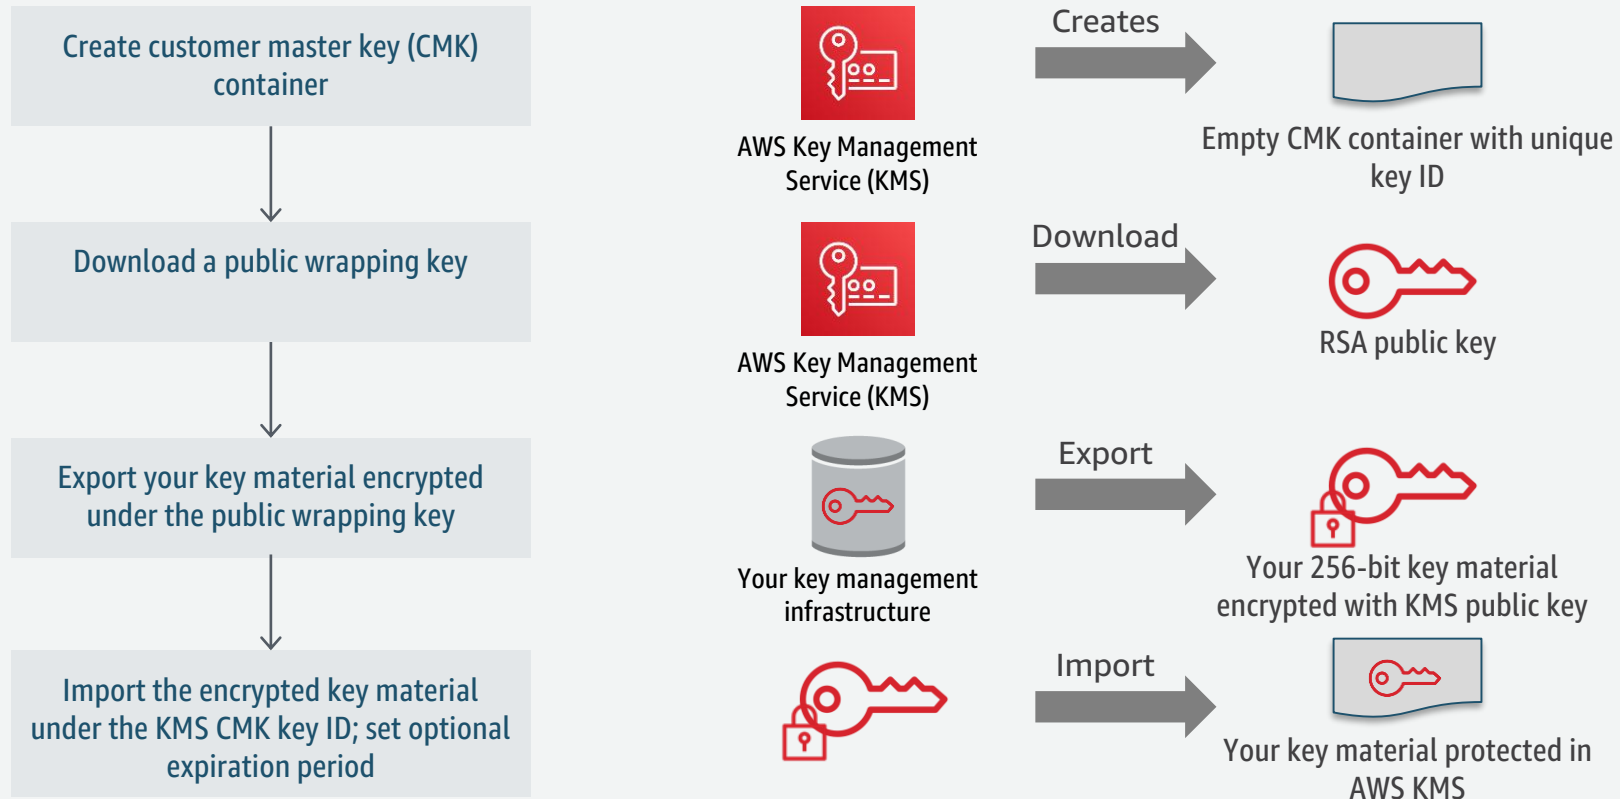 Create customer master key (CMK)
container
Creates
AWS Key Management
Service (KMS)
Empty CMK container with unique
key ID
Download a public wrapping key
Download
AWS Key Management
Service (KMS)
RSA public key
Export your key material encrypted
under the public wrapping key
Export
Your key management
infrastructure
Your 256-bit key material
encrypted with KMS public key
Import the encrypted key material
under the KMS CMK key ID; set optional
expiration period
Import
Your key material protected in
AWS KMS